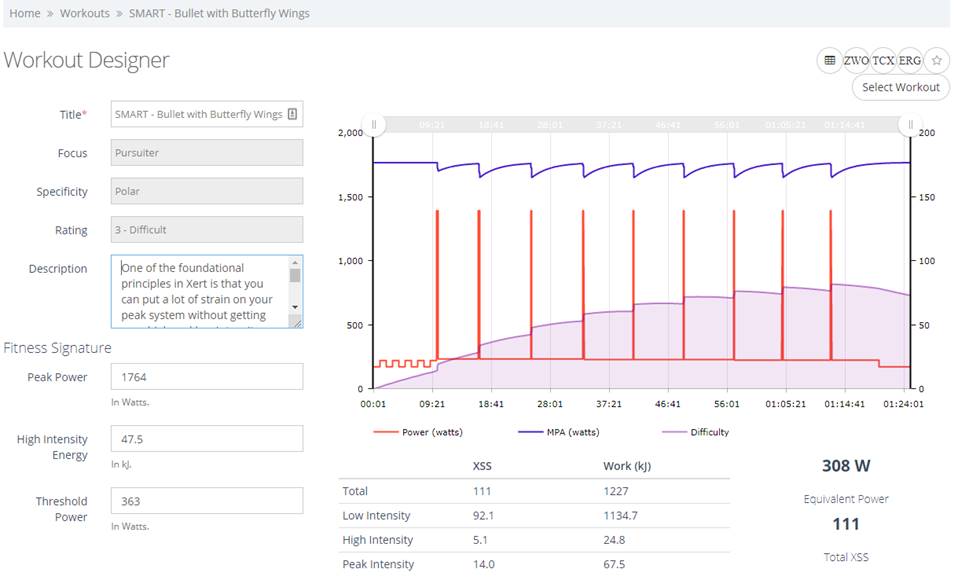 Home » Workouts » SMART - Bullet with Butterfly Wings
Workout Designer
ZWO TCX ERG
Select Workout
Title* SMART - Bullet with Butterfly Wings
Focus Pursuiter
Specificity Polar
Rating 3 - Difficult
Description One of the foundational
principles in Xert is that you
can put a lot of strain on your
peak system without getting
Fitness Signature
Peak Power 1764
In Watts.
High Intensity
Energy 47.5
In kJ.
Threshold
Power 363
In Watts.
09:21 18:41 28:01 37:21 46:41 56:01 01:05:21 01:14:41
2,000 200
1,500 150
1,000 100
500 50
0 0
00:01 09:21 18:41 28:01 37:21 46:41 56:01 01:05:21 01:14:41 01:24:01
Power (watts) MPA (watts) Difficulty
XSS Work (kJ)
Total 111 1227
Low Intensity 92.1 1134.7
High Intensity 5.1 24.8
Peak Intensity 14.0 67.5
308 W
Equivalent Power
111
Total XSS